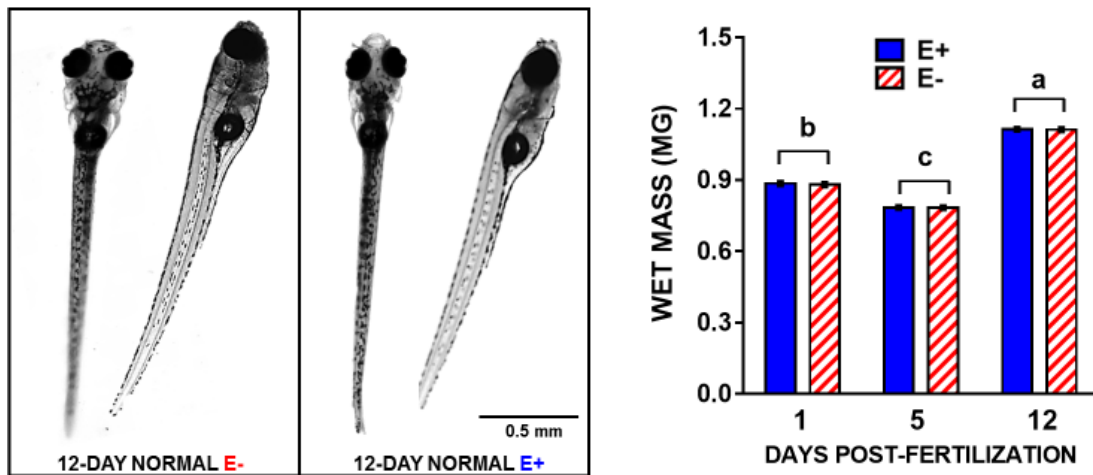 12-DAY NORMAL E-
12-DAY NORMAL E+
0.5 mm
WET MASS (MG)
1.5
1.2
0.9
0.6
0.3
0.0
E+
E-
b
c
a
1 5 12
DAYS POST-FERTILIZATION